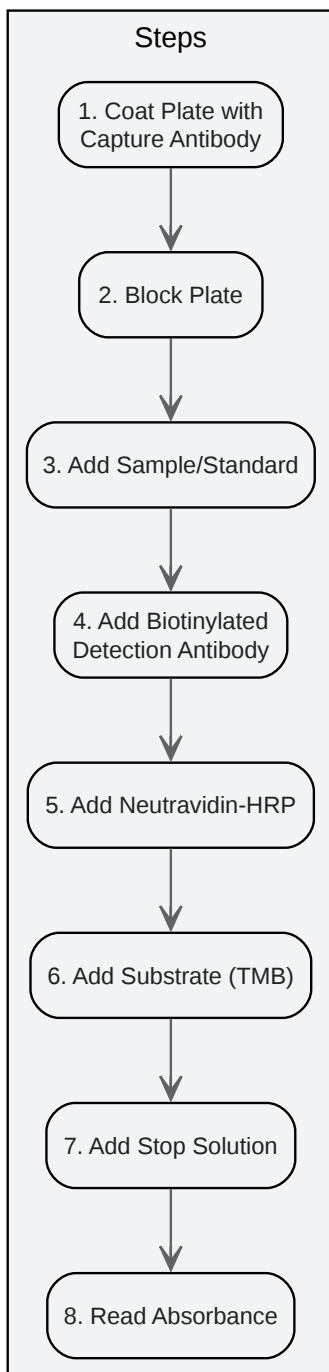 Steps
1. Coat Plate with
Capture Antibody
2. Block Plate
3. Add Sample/Standard
4. Add Biotinylated
Detection Antibody
5. Add Neutravidin-HRP
6. Add Substrate (TMB)
7. Add Stop Solution
8. Read Absorbance